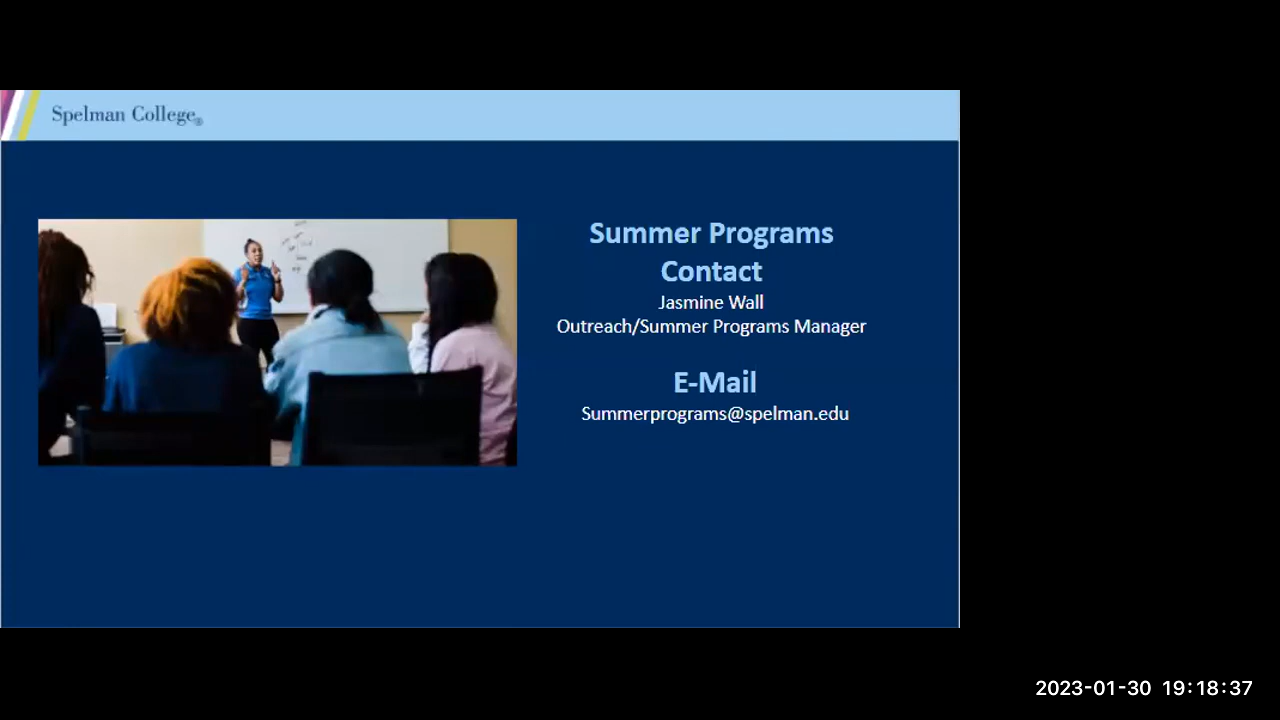 Spelman College®
Summer Programs
Contact
Jasmine Wall
Outreach/Summer Programs Manager
E-Mail
Summerprograms@spelman.edu
2023-01-30 19:18:37